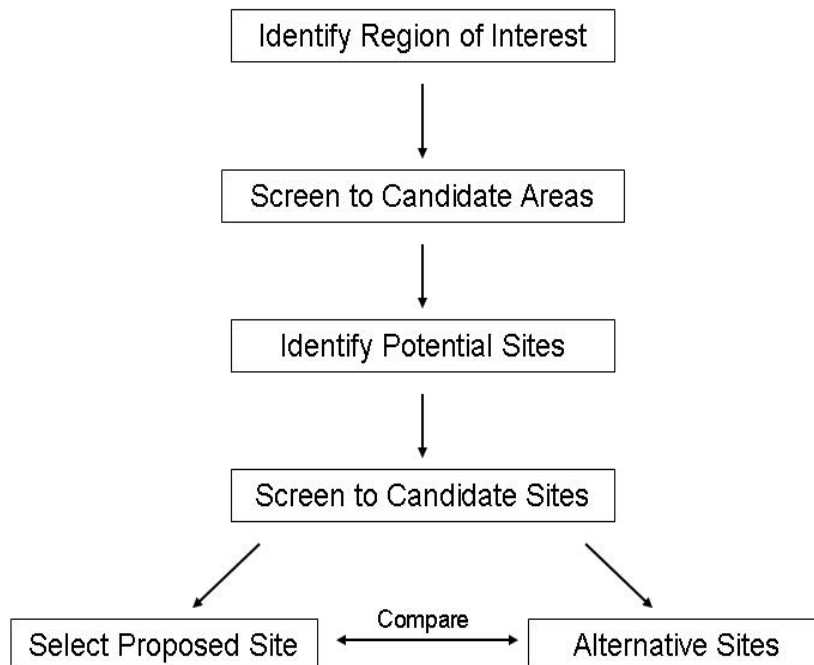 Identify Region of Interest
Screen to Candidate Areas
Identify Potential Sites
Screen to Candidate Sites
Select Proposed Site
Compare
Alternative Sites